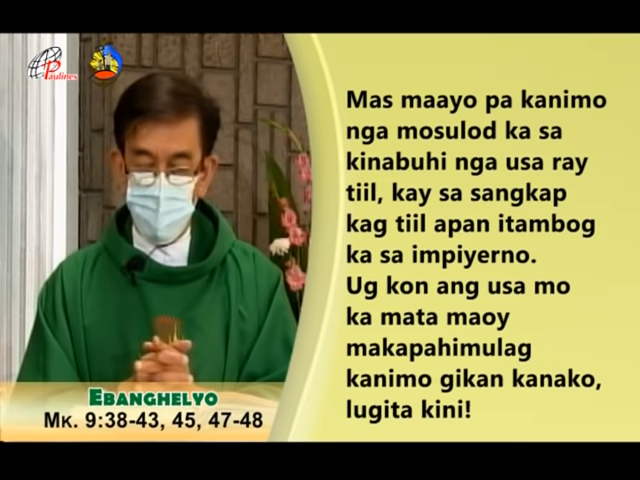 Paulines
Mas maayo pa kanimo
nga mosulod ka sa
kinabuhi nga usa ray
tiil, kay sa sangkap
kag tiil apan itambog
ka sa impiyerno.
Ug kon ang usa mo
ka mata maoy
makapahimulag
kanimo gikan kanako,
lugita kini!
EBANGHELYO
MK. 9:38-43, 45, 47-48